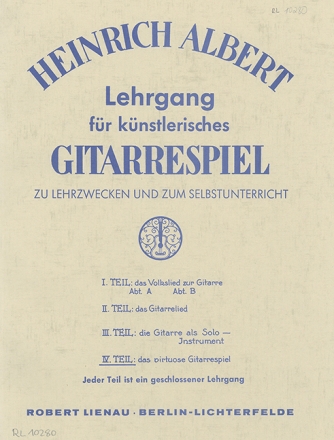 RL 10280
HEINRICH ALBERT
Lehrgang
für künstlerisches
GITARRESPIEL
ZU LEHRZWECKEN UND ZUM SELBSTUNTERRICHT
I. TEIL: das Volkslied zur Gitarre
Abt. A Abt. B
II. TEIL: das Gitarrelied
III. TEIL: die Gitarre als Solo —
Jnstrument
IV. TEIL: das virtuose Gitarrespiel
Jeder Teil ist ein geschlossener Lehrgang
ROBERT LIENAU · BERLIN-LICHTERFELDE
RL 10280